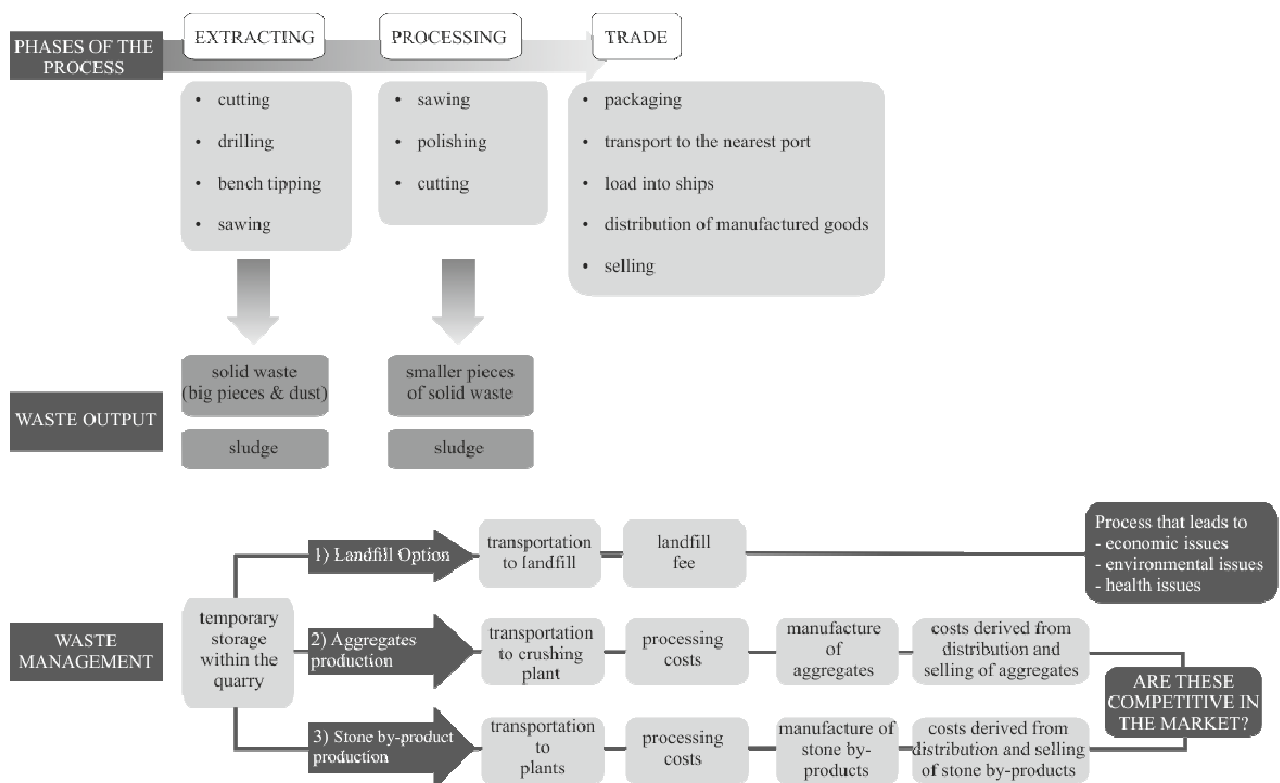 PHASES OF THE
PROCESS
EXTRACTING
PROCESSING
TRADE
• cutting
• drilling
• bench tipping
• sawing
• sawing
• polishing
• cutting
• packaging
• transport to the nearest port
• load into ships
• distribution of manufactured goods
• selling
WASTE OUTPUT
solid waste
(big pieces & dust)
sludge
smaller pieces
of solid waste
sludge
WASTE
MANAGEMENT
temporary
storage
within the
quarry
1) Landfill Option
transportation
to landfill
landfill
fee
Process that leads to
- economic issues
- environmental issues
- health issues
2) Aggregates
production
transportation
to crushing
plant
processing
costs
manufacture
of
aggregates
costs derived from
distribution and
selling of aggregates
3) Stone by-product
production
transportation
to
plants
processing
costs
manufacture of
stone by-
products
costs derived from
distribution and selling
of stone by-products
ARE THESE
COMPETITIVE IN
THE MARKET?